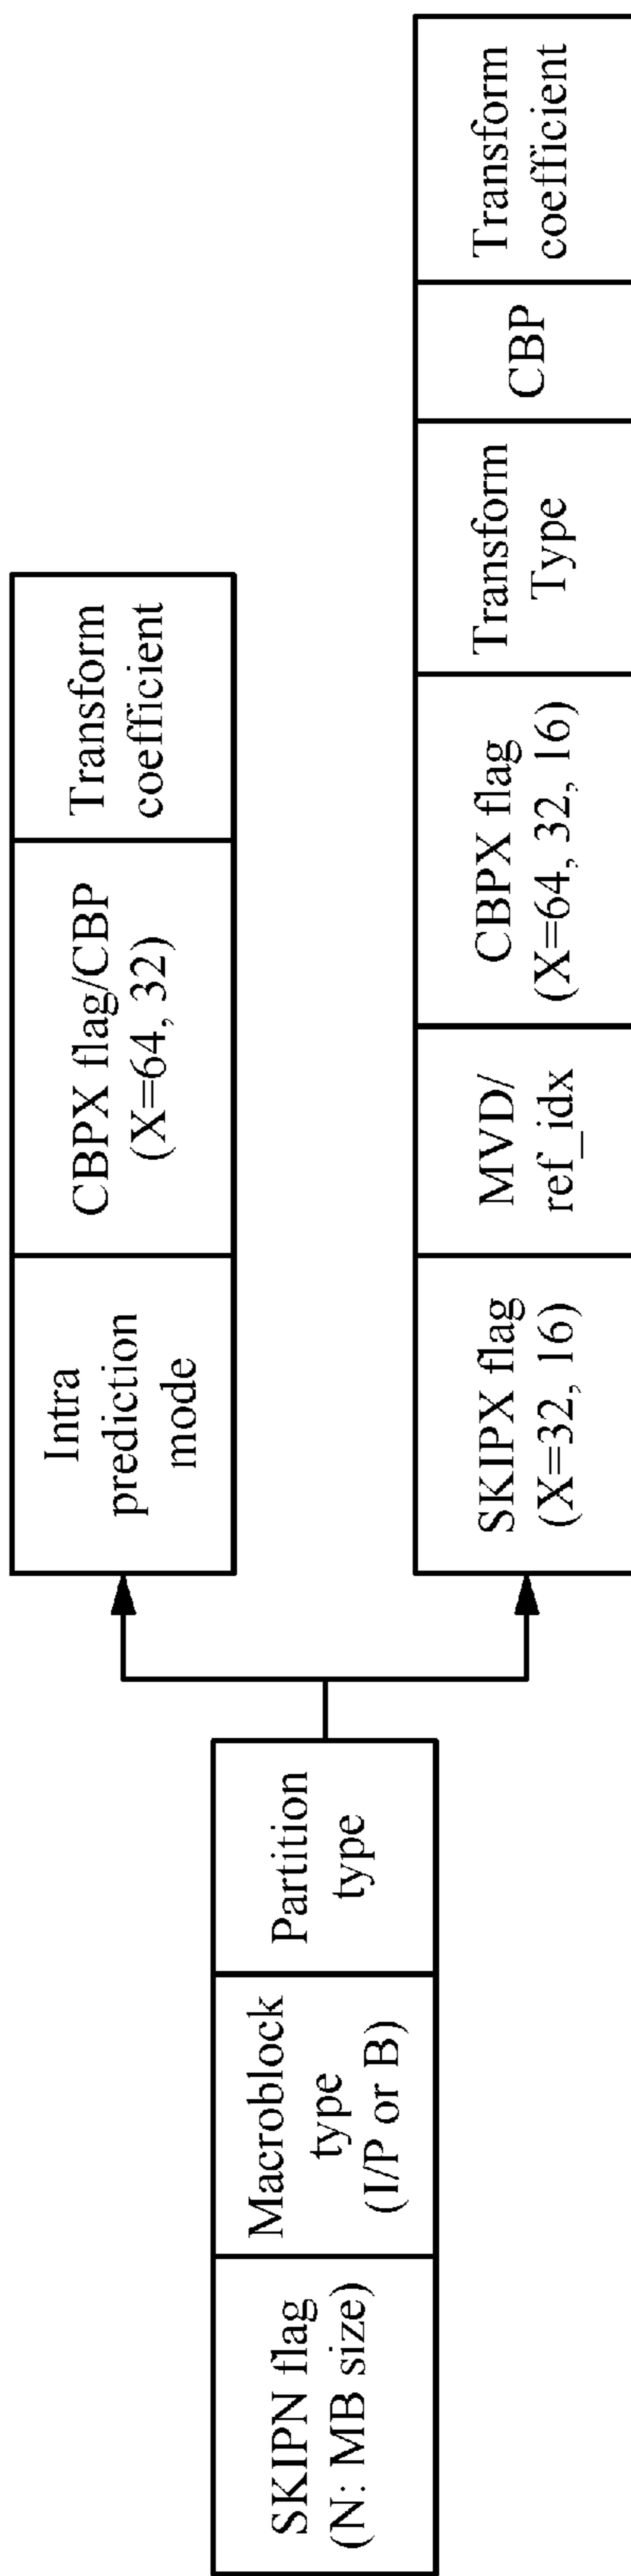 SKIPN flag
(N: MB size)
Macroblock
type
(I/P or B)
Partition
type
Intra
prediction
mode
CBPX flag/CBP
(X=64, 32)
Transform
coefficient
SKIPX flag
(X=32, 16)
MVD/
ref_idx
CBPX flag
(X=64, 32, 16)
Transform
Type
CBP
Transform
coefficient